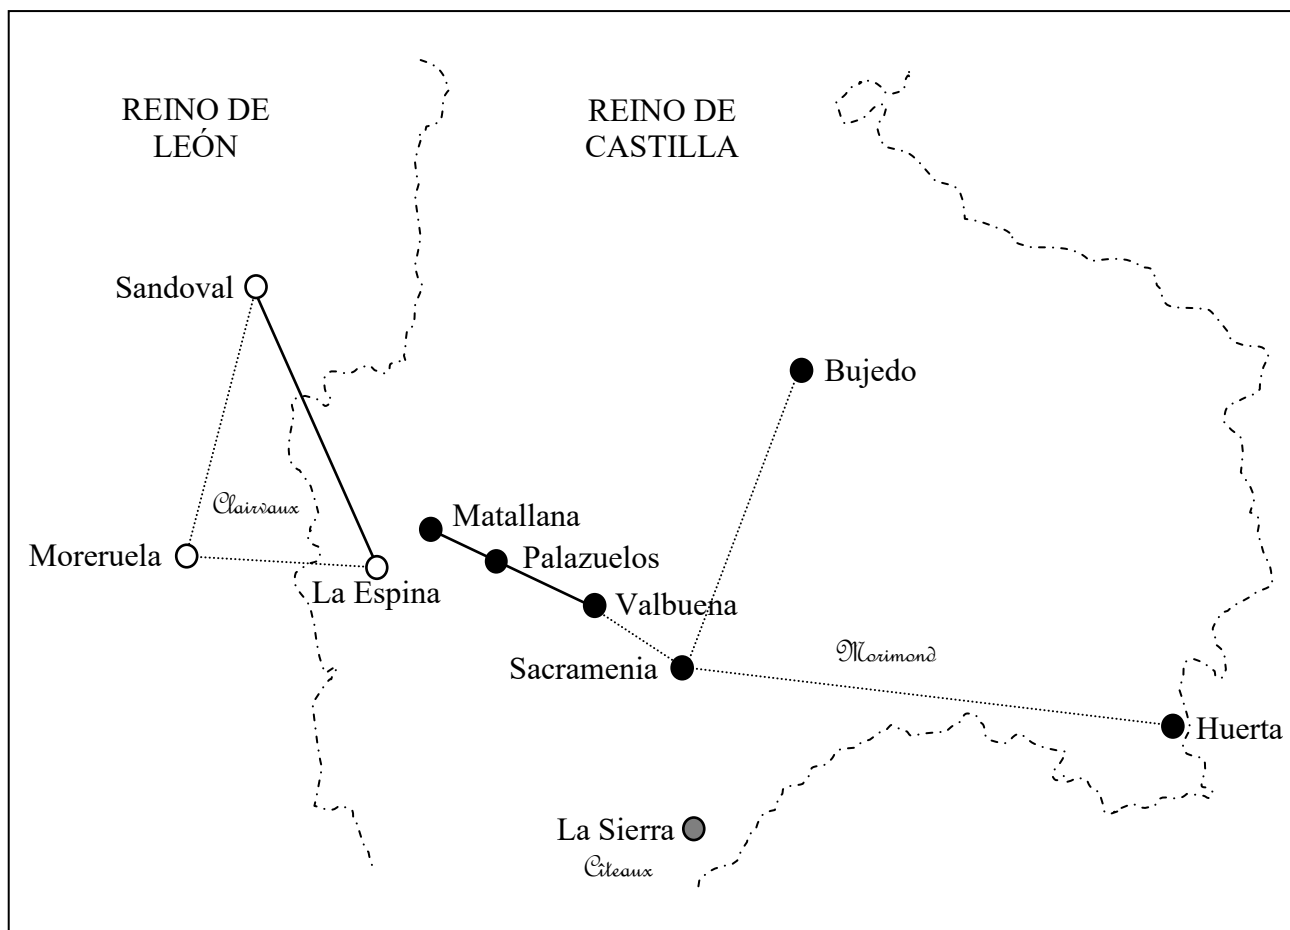 REINO DE
LEÓN
REINO DE
CASTILLA
Sandoval
Bujedo
Clairvaux
Matallana
Moreruela
Palazuelos
La Espina
Valbuena
Sacramenia
Morimond
Huerta
La Sierra
Cîteaux